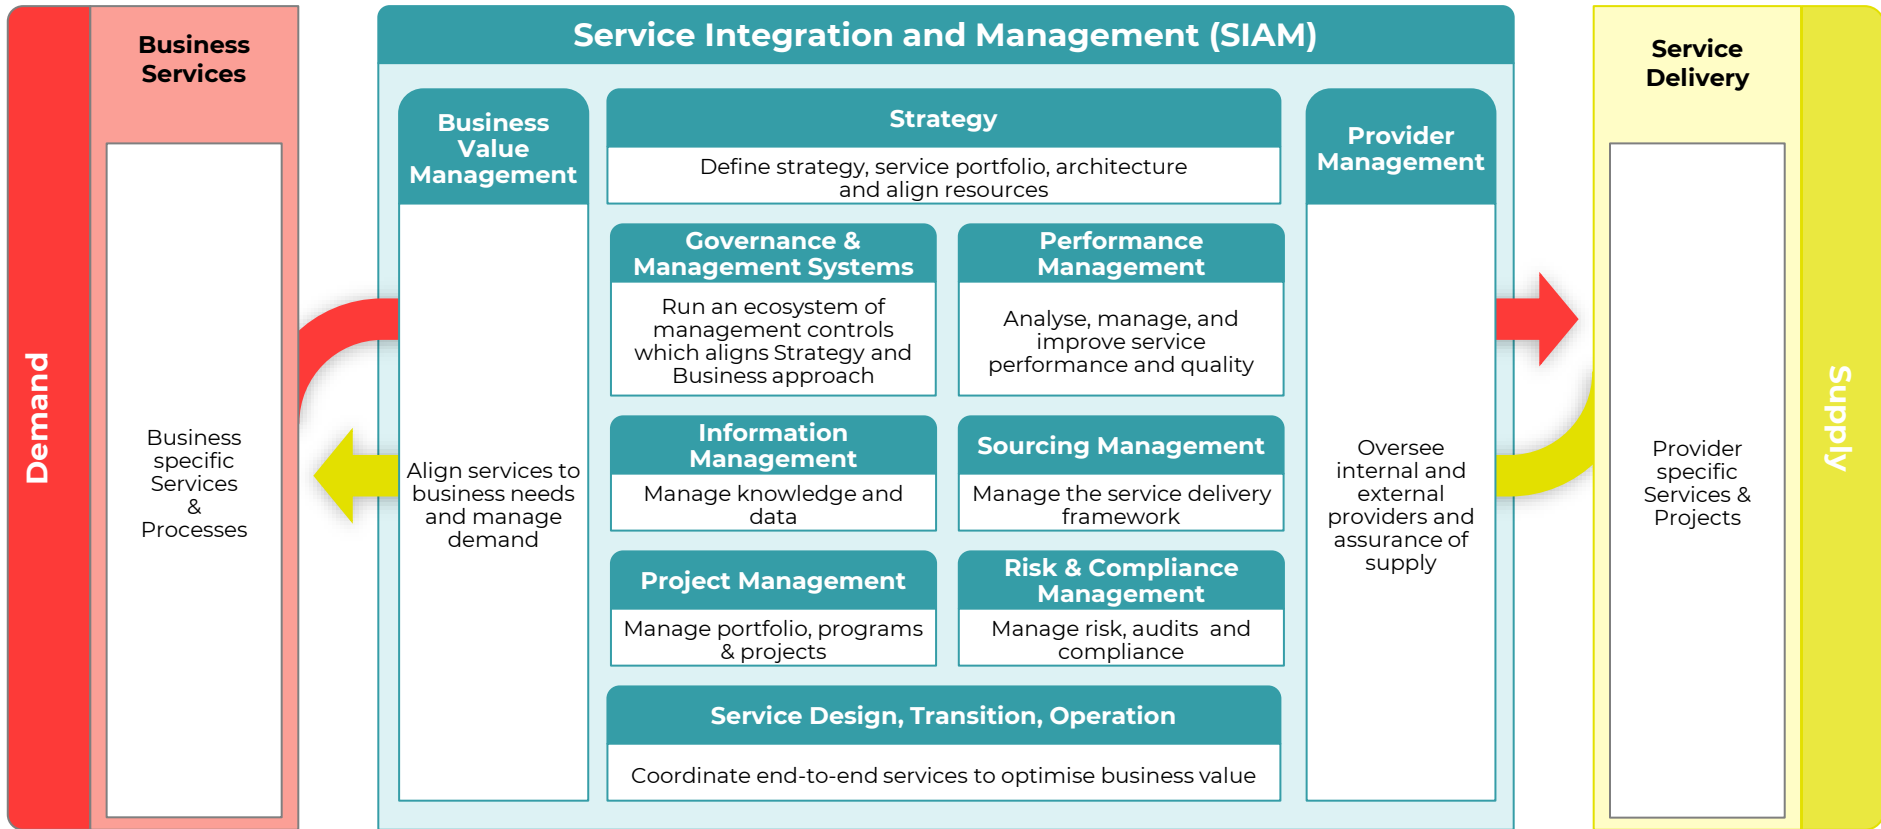 Demand
Business
Services
Business
specific
Services
&
Processes
Service Integration and Management (SIAM)
Business
Value
Management
Align services to
business needs
and manage
demand
Strategy
Define strategy, service portfolio, architecture
and align resources
Governance &
Management Systems
Run an ecosystem of
management controls
which aligns Strategy and
Business approach
Performance
Management
Analyse, manage, and
improve service
performance and quality
Information
Management
Manage knowledge and
data
Sourcing Management
Manage the service delivery
framework
Project Management
Manage portfolio, programs
& projects
Risk & Compliance
Management
Manage risk, audits  and
compliance
Service Design, Transition, Operation
Coordinate end-to-end services to optimise business value
Provider
Management
Oversee
internal and
external
providers and
assurance of
supply
Service
Delivery
Provider
specific
Services &
Projects
Supply